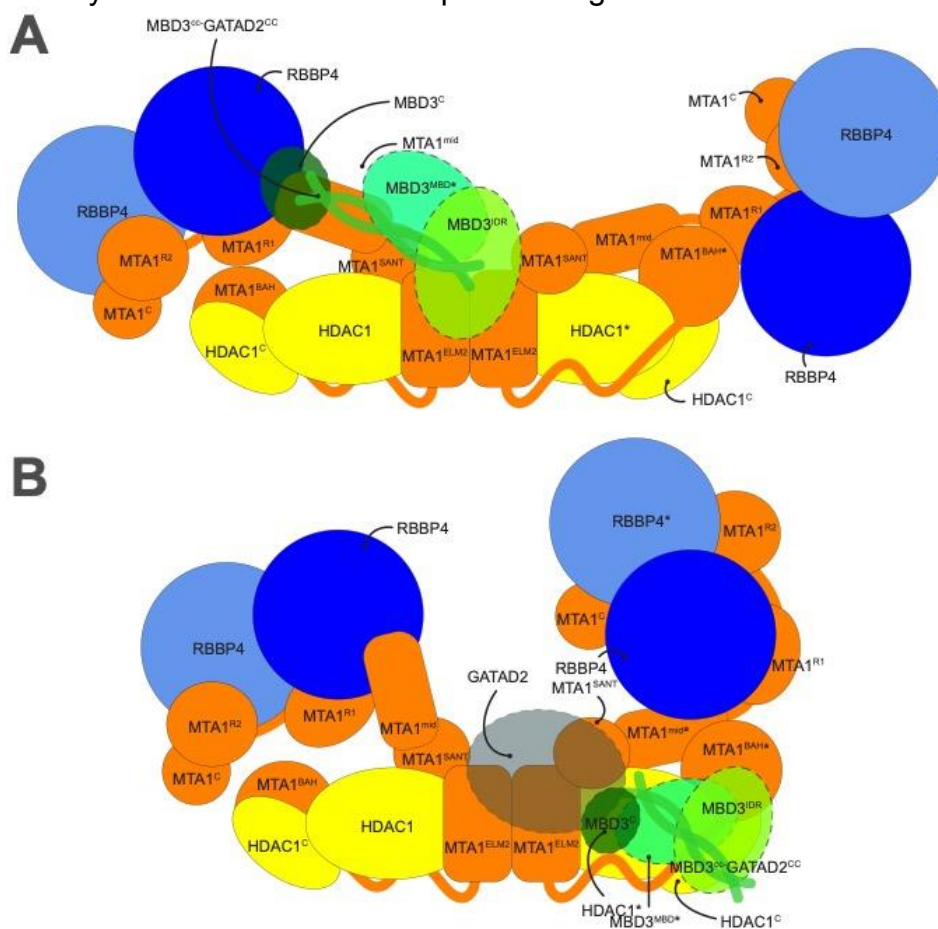 A
MBD3ᶜᶜ-GATAD2ᶜᶜ
RBBP4
MBD3ᶜ
MTA1ᵐⁱᵈ
MTA1ᶜ
RBBP4
MTA1ᴿ²
RBBP4
MBD3ᴹᴮᴰ*
MBD3ᴵᴰᴿ
MTA1ᴿ¹
MTA1ᴿ¹
MTA1ᵐⁱᵈ
MTA1ᴿ²
MTA1ˢᴬᴺᵀ
MTA1ˢᴬᴺᵀ
MTA1ᴮᴬᴴ*
MTA1ᴮᴬᴴ
MTA1ᶜ
HDAC1
HDAC1*
HDAC1ᶜ
MTA1ᴱᴸᴹ²
MTA1ᴱᴸᴹ²
RBBP4
HDAC1ᶜ
B
RBBP4
RBBP4*
MTA1ᴿ²
MTA1ᶜ
RBBP4
RBBP4
MTA1ˢᴬᴺᵀ
MTA1ᴿ¹
GATAD2
MTA1ᴿ¹
MTA1ᴿ²
MTA1ᵐⁱᵈ
MTA1ᵐⁱᵈ*
MTA1ˢᴬᴺᵀ
MTA1ᴮᴬᴴ*
MTA1ᶜ
MTA1ᴮᴬᴴ
HDAC1
MBD3ᴵᴰᴿ
MBD3ᶜ
HDAC1ᶜ
MTA1ᴱᴸᴹ²
MTA1ᴱᴸᴹ²
MBD3ᶜᶜ-GATAD2ᶜᶜ
HDAC1*
MBD3ᴹᴮᴰ*
HDAC1ᶜ